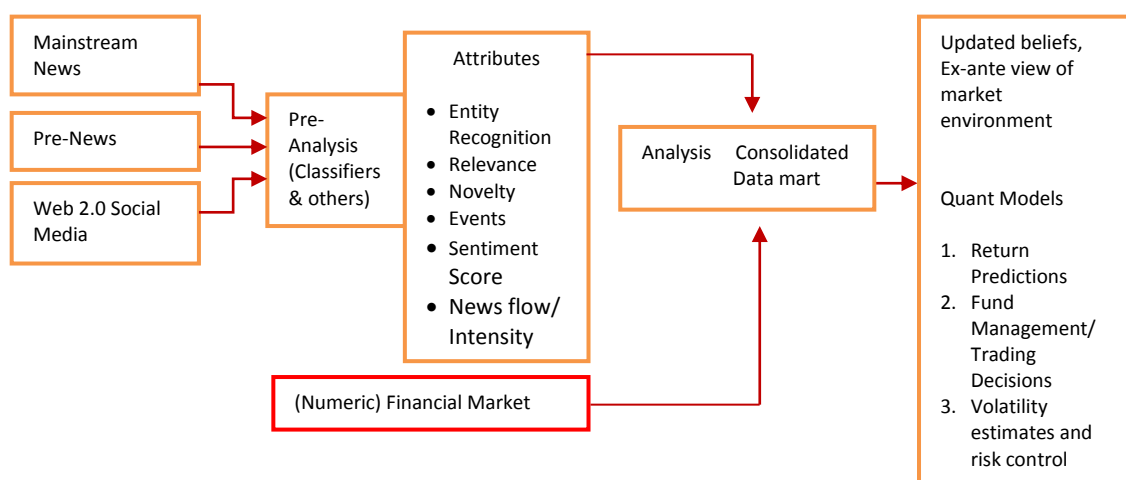 Mainstream
News
Pre-News
Web 2.0 Social
Media
Pre-
Analysis
(Classifiers
& others)
Attributes
• Entity
Recognition
• Relevance
• Novelty
• Events
• Sentiment
Score
• News flow/
Intensity
(Numeric) Financial Market
Analysis Consolidated
Data mart
Updated beliefs,
Ex-ante view of
market
environment
Quant Models
1. Return
Predictions
2. Fund
Management/
Trading
Decisions
3. Volatility
estimates and
risk control